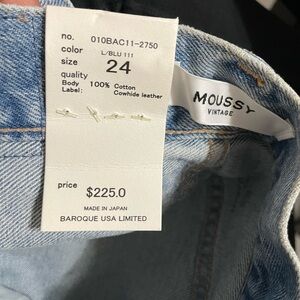 no. 010BAC11-2750
color L/BLU 111
size 24
quality
Body 100% Cotton
Label: Cowhide leather
price $225.0
MADE IN JAPAN
BAROQUE USA LIMITED
MOUSSY
VINTAGE